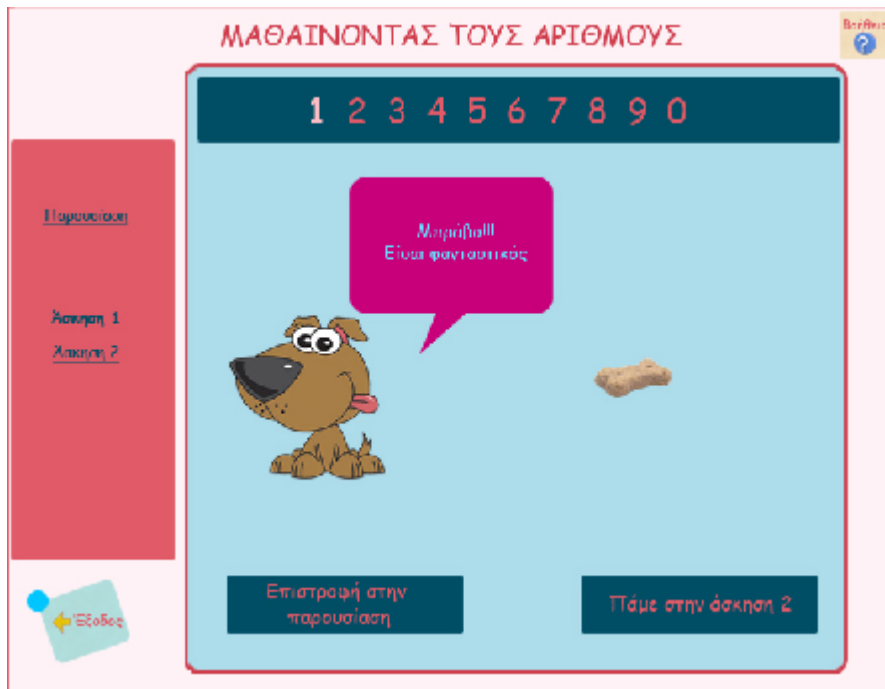 ΜΑΘΑΙΝΟΝΤΑΣ ΤΟΥΣ ΑΡΙΘΜΟΥΣ
Βοήθεια
?
1 2 3 4 5 6 7 8 9 0
Παρουσίαση
Άσκηση 1
Άσκηση 2
Μπράβο!!!
Είσαι φανταστικός
Επιστροφή στην
παρουσίαση
Πάμε στην άσκηση 2
Έξοδος